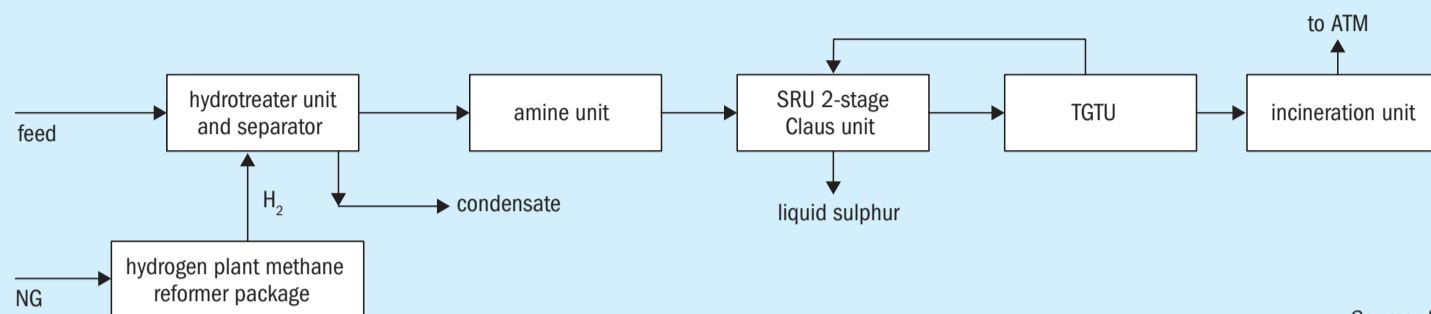 to ATM
hydrotreater unit
and separator
amine unit
SRU 2-stage
Claus unit
TGTU
incineration unit
feed
H2
condensate
liquid sulphur
hydrogen plant methane
reformer package
NG